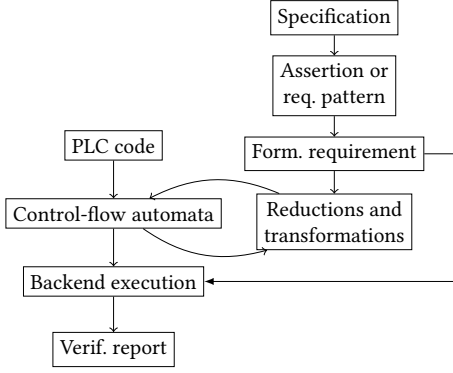 Specification
Assertion or
req. pattern
PLC code
Form. requirement
Control-flow automata
Reductions and
transformations
Backend execution
Verif. report